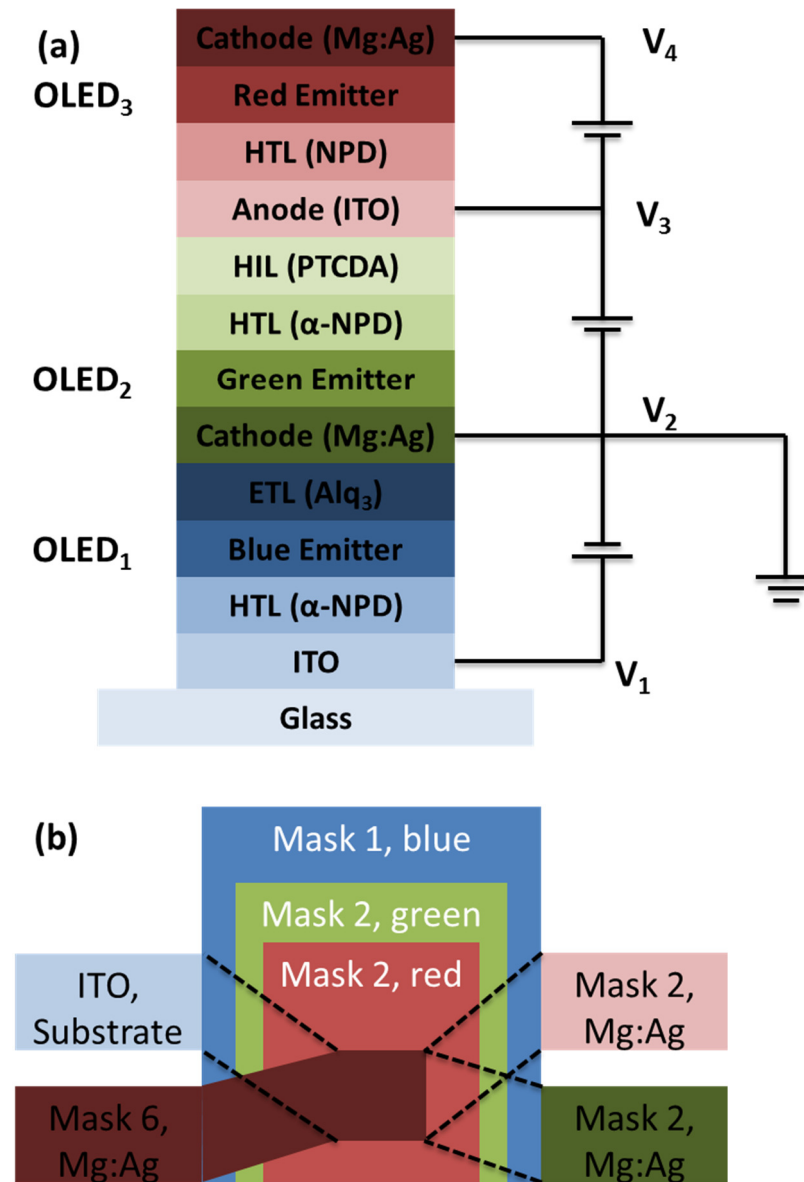 (a)
Cathode (Mg:Ag)
V₄
OLED₃
Red Emitter
HTL (NPD)
Anode (ITO)
V₃
HIL (PTCDA)
HTL (α-NPD)
OLED₂
Green Emitter
V₂
Cathode (Mg:Ag)
ETL (Alq₃)
OLED₁
Blue Emitter
HTL (α-NPD)
ITO
V₁
Glass
(b)
Mask 1, blue
Mask 2, green
Mask 2, red
ITO,
Substrate
Mask 2,
Mg:Ag
Mask 6,
Mg:Ag
Mask 2,
Mg:Ag